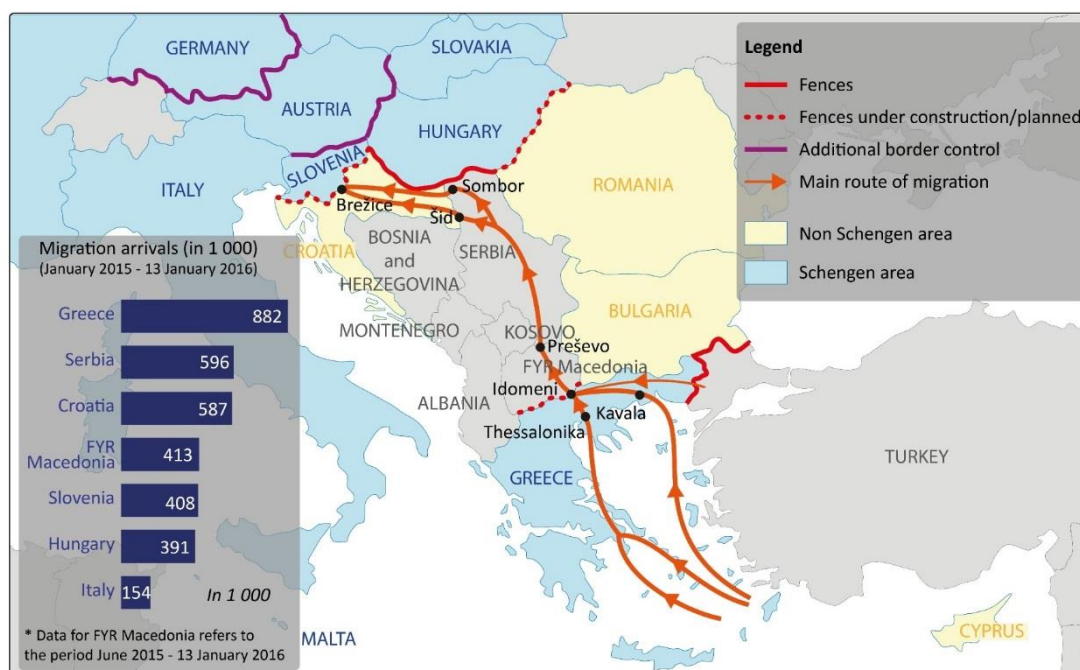 GERMANY
SLOVAKIA
AUSTRIA
HUNGARY
SLOVENIA
ITALY
ROMANIA
Brežice
Sombor
Šid
CROATIA
BOSNIA
and
HERZEGOVINA
SERBIA
MONTENEGRO
KOSOVO
BULGARIA
Preševo
FYR Macedonia
Idomeni
ALBANIA
Kavala
Thessalonika
GREECE
TURKEY
MALTA
CYPRUS
Legend
Fences
Fences under construction/planned
Additional border control
Main route of migration
Non Schengen area
Schengen area
Migration arrivals (in 1 000)
(January 2015 - 13 January 2016)
Greece 882
Serbia 596
Croatia 587
FYR
Macedonia 413
Slovenia 408
Hungary 391
Italy 154
In 1 000
* Data for FYR Macedonia refers to
the period June 2015 - 13 January 2016